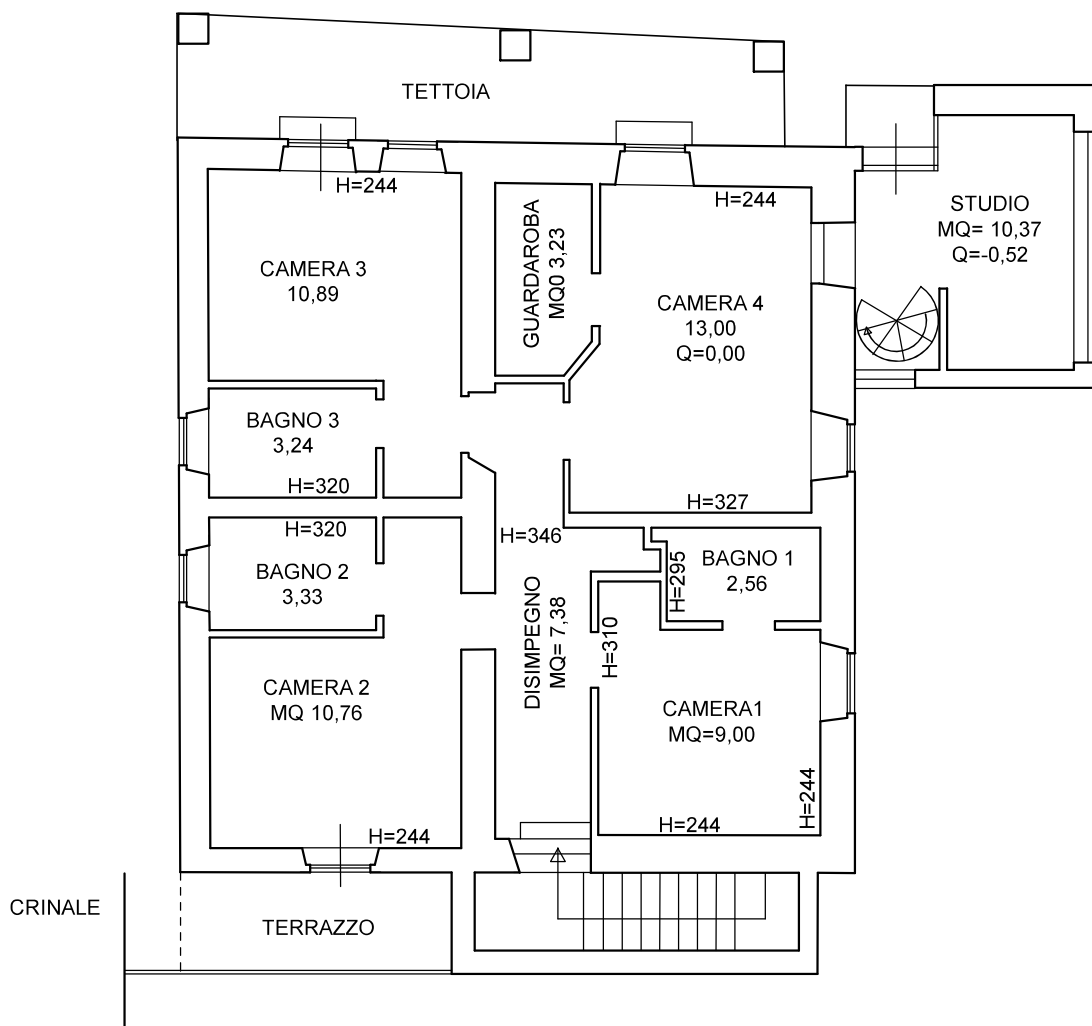 TETTOIA
H=244
H=244
STUDIO
MQ= 10,37
Q=-0,52
GUARDAROBA
MQ0 3,23
CAMERA 3
10,89
CAMERA 4
13,00
Q=0,00
BAGNO 3
3,24
H=320
H=327
H=320
H=346
BAGNO 2
3,33
BAGNO 1
2,56
H=295
DISIMPEGNO
MQ= 7,38
H=310
CAMERA 2
MQ 10,76
CAMERA1
MQ=9,00
H=244
H=244
H=244
CRINALE
TERRAZZO